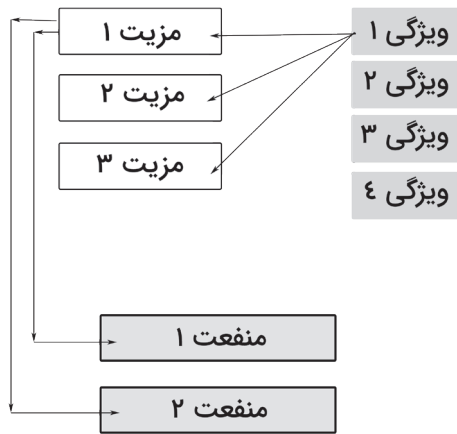 ویژگی ۱
ویژگی ۲
ویژگی ۳
ویژگی ٤
مزیت ۱
مزیت ۲
مزیت ۳
منفعت ۱
منفعت ۲